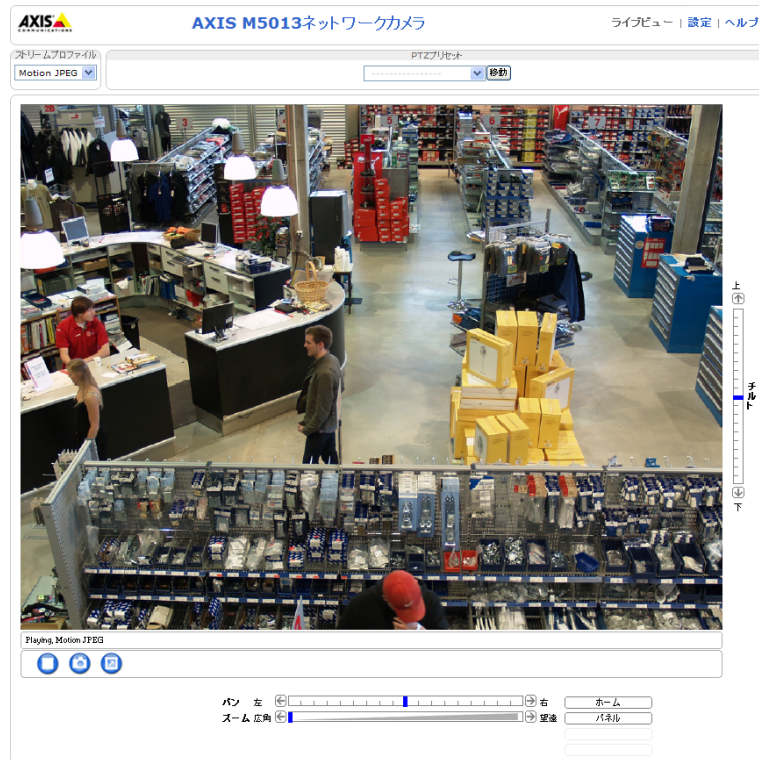 AXIS
COMMUNICATIONS
AXIS M5013ネットワークカメラ
ライブビュー | 設定 | ヘルプ
ストリームプロファイル
PTZプリセット
Motion JPEG
----------------
移動
3
5
6
7
上
チルト
下
Playing, Motion JPEG
パン 左
右
ホーム
ズーム 広角
望遠
パネル